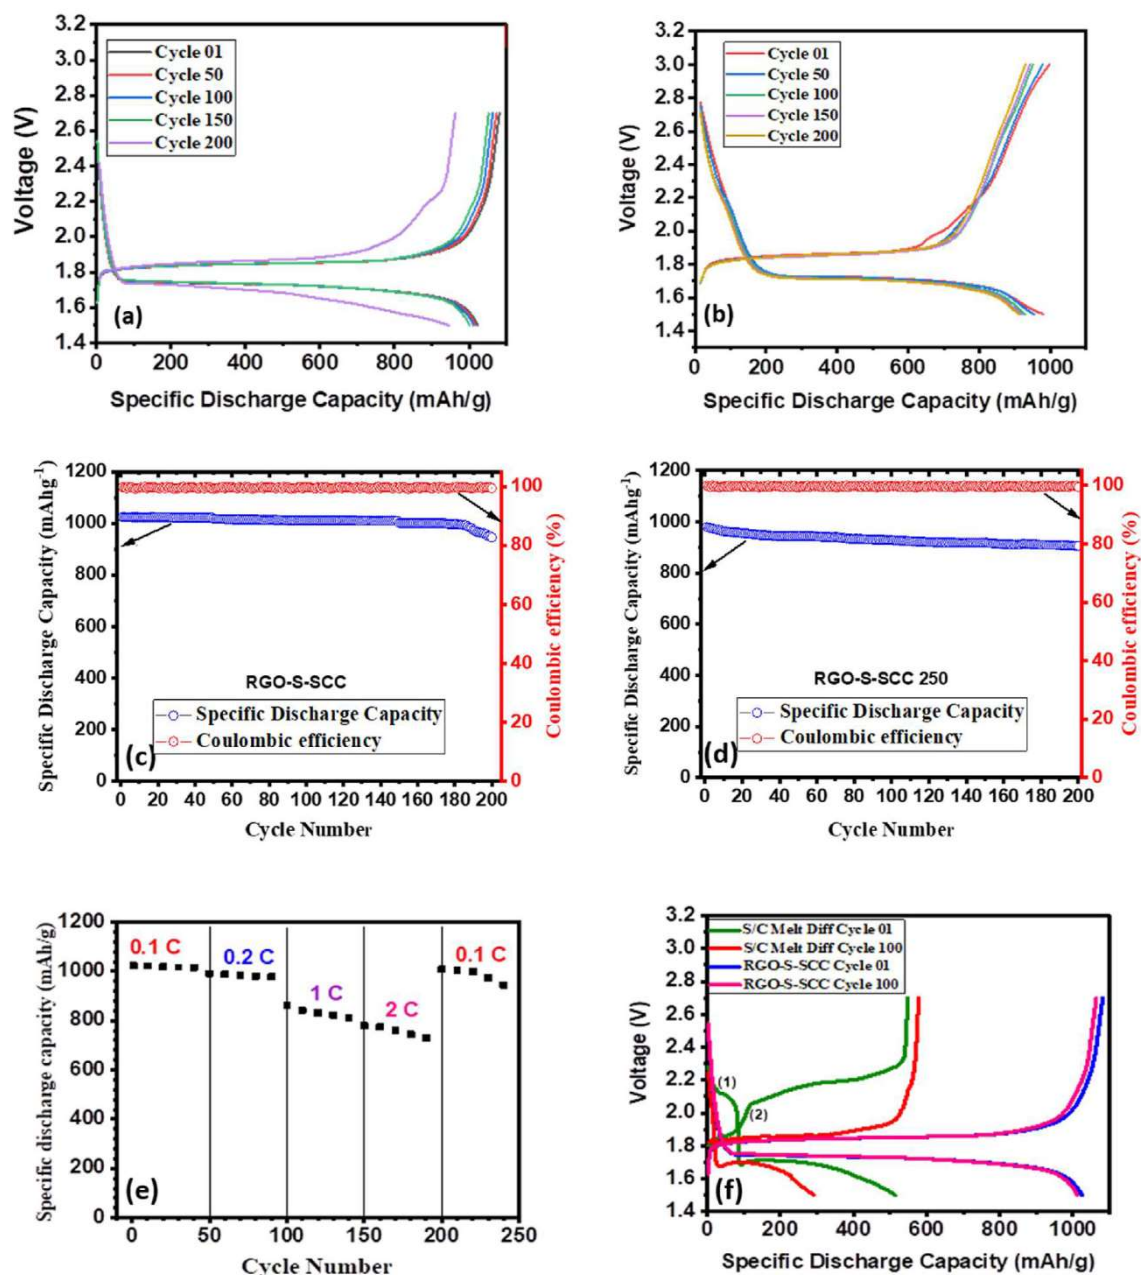 3.2
3.0
2.8
2.6
2.4
2.2
2.0
1.8
1.6
1.4
Voltage (V)
Cycle 01
Cycle 50
Cycle 100
Cycle 150
Cycle 200
(a)
0 200 400 600 800 1000
Specific Discharge Capacity (mAh/g)
3.2
3.0
2.8
2.6
2.4
2.2
2.0
1.8
1.6
1.4
Voltage (V)
Cycle 01
Cycle 50
Cycle 100
Cycle 150
Cycle 200
(b)
0 200 400 600 800 1000
Specific Discharge Capacity (mAh/g)
Specific Discharge Capacity (mAhg-1)
1200
1000
800
600
400
200
0
RGO-S-SCC
Specific Discharge Capacity
Coulombic efficiency
(c)
100
80
60
40
20
0
Coulombic efficiency (%)
0 20 40 60 80 100 120 140 160 180 200
Cycle Number
Specific Discharge Capacity (mAhg-1)
1200
1000
800
600
400
200
0
RGO-S-SCC 250
Specific Discharge Capacity
Coulombic efficiency
(d)
100
80
60
40
20
0
Coulombic efficiency (%)
0 20 40 60 80 100 120 140 160 180 200
Cycle Number
Specific discharge capacity (mAh/g)
1200
1000
800
600
400
200
0
0.1 C
0.2 C
1 C
2 C
0.1 C
(e)
0 50 100 150 200 250
Cycle Number
3.2
3.0
2.8
2.6
2.4
2.2
2.0
1.8
1.6
1.4
Voltage (V)
S/C Melt Diff Cycle 01
S/C Melt Diff Cycle 100
RGO-S-SCC Cycle 01
RGO-S-SCC Cycle 100
(1)
(2)
(f)
0 200 400 600 800 1000
Specific Discharge Capacity (mAh/g)